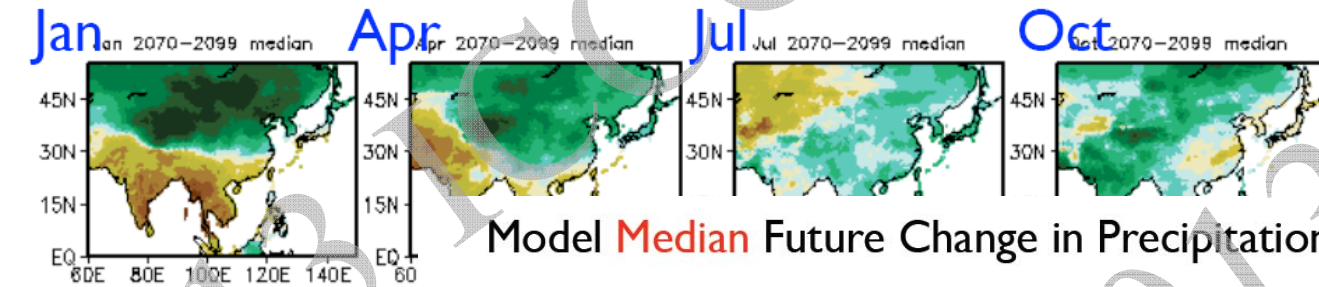 Jan Apr Jul Oct
Jan 2070-2099 median Apr 2070-2099 median Jul 2070-2099 median Oct 2070-2099 median
45N 45N 45N 45N
30N 30N 30N 30N
15N 15N
EQ EQ
60E 80E 100E 120E 140E 60
Model Median Future Change in Precipitation